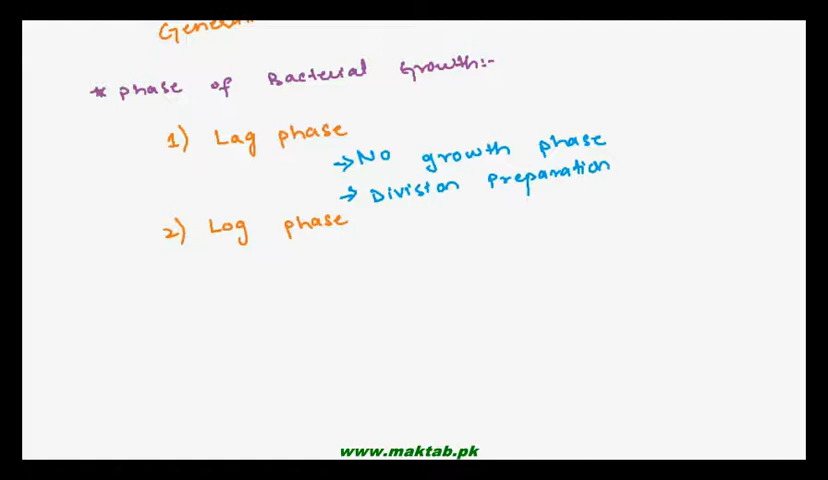 * Phase of Bacterial Growth:-
1) Lag phase
→ No growth phase
→ Division Preparation
2) Log phase
www.maktab.pk